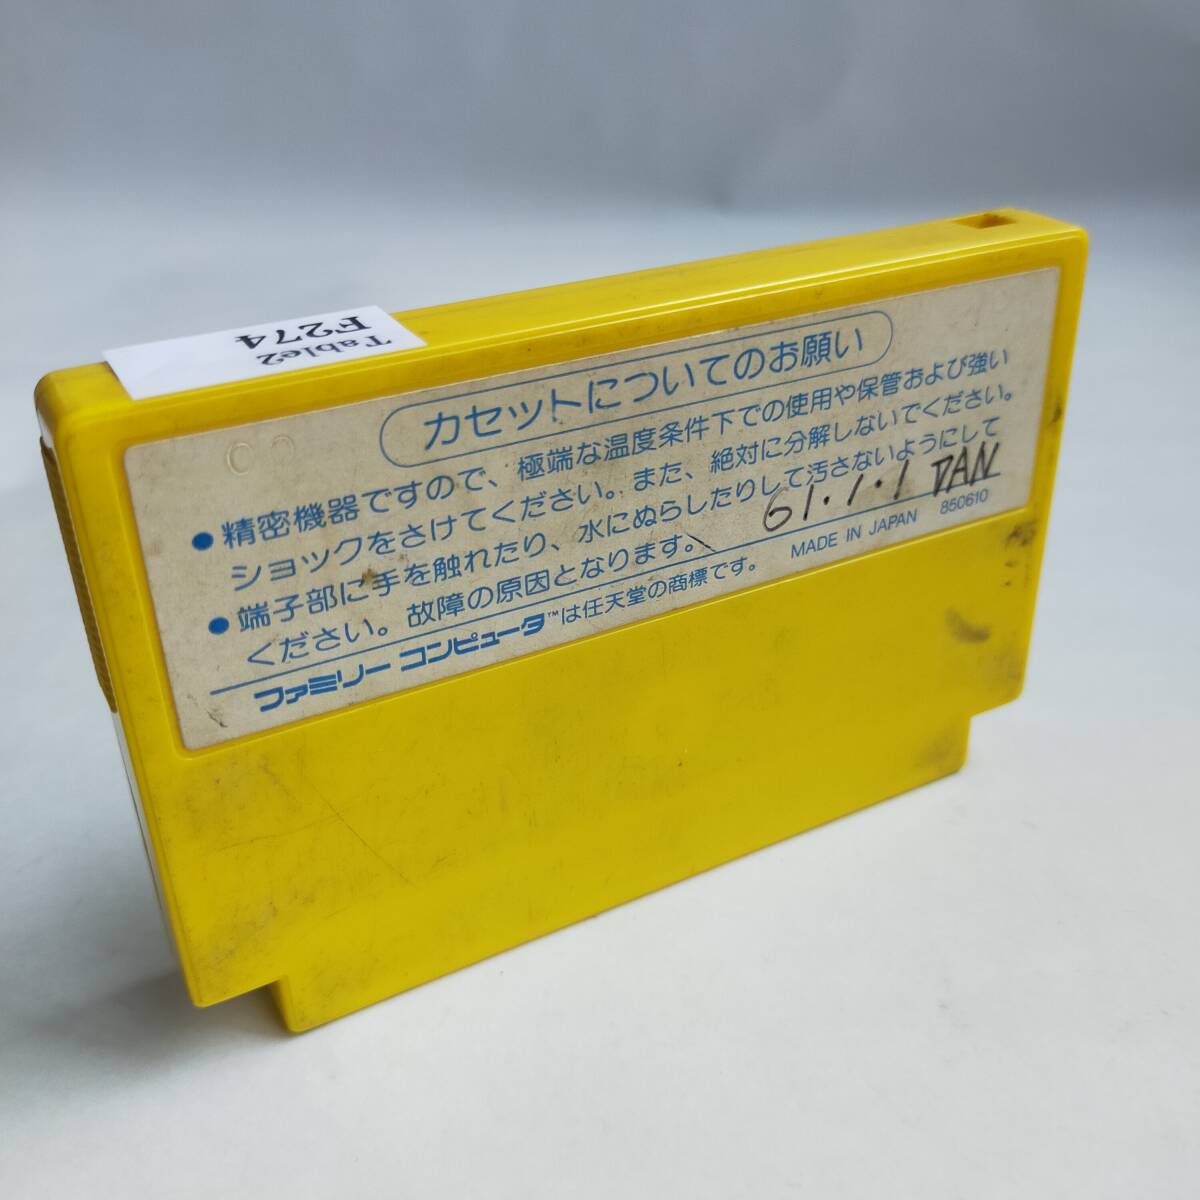 Table2
F274
カセットについてのお願い
●精密機器ですので、極端な温度条件下での使用や保管および強い
ショックをさけてください。また、絶対に分解しないでください。
●端子部に手を触れたり、水にぬらしたりして汚さないようにして
ください。故障の原因となります。
61.1.1 DAN
ファミリー コンピュータ™は任天堂の商標です。
MADE IN JAPAN 850610